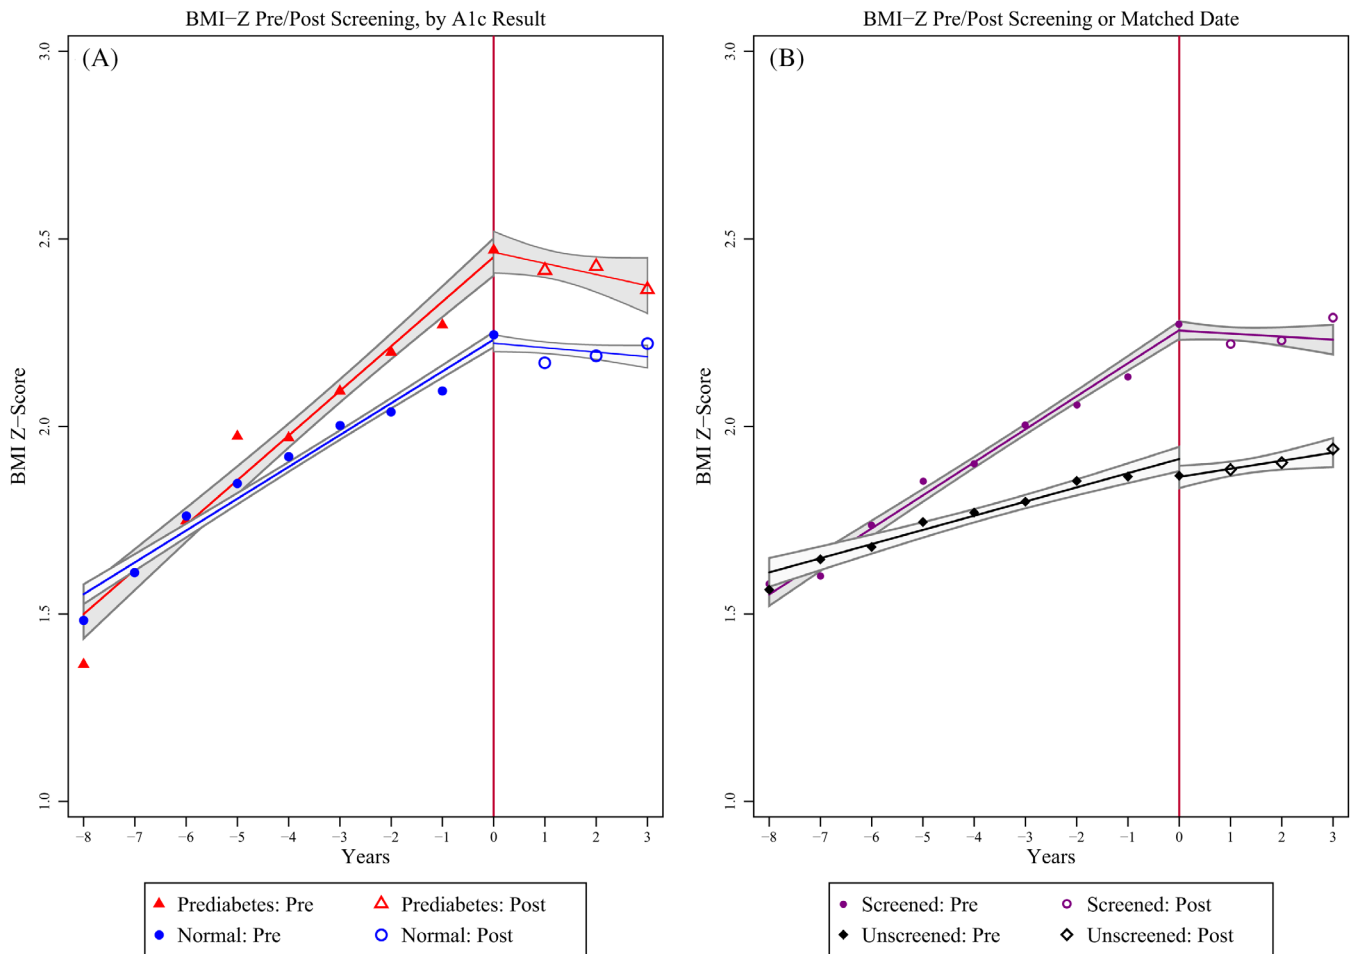 BMI−Z Pre/Post Screening, by A1c Result
(A)
3.0
2.5
2.0
1.5
1.0
BMI Z−Score
−8 −7 −6 −5 −4 −3 −2 −1 0 1 2 3
Years
Prediabetes: Pre Prediabetes: Post
Normal: Pre Normal: Post
BMI−Z Pre/Post Screening or Matched Date
(B)
3.0
2.5
2.0
1.5
1.0
BMI Z−Score
−8 −7 −6 −5 −4 −3 −2 −1 0 1 2 3
Years
Screened: Pre Screened: Post
Unscreened: Pre Unscreened: Post